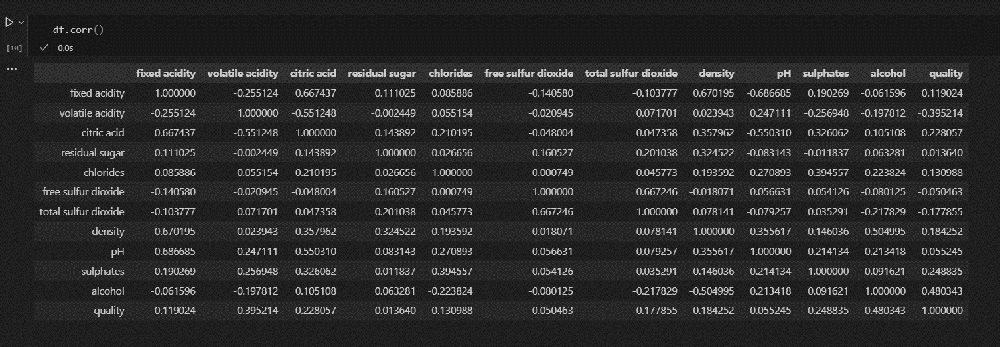 df.corr()
[10] 0.0s
...
fixed acidity volatile acidity citric acid residual sugar chlorides free sulfur dioxide total sulfur dioxide density pH sulphates alcohol quality
fixed acidity 1.000000 -0.255124 0.667437 0.111025 0.085886 -0.140580 -0.103777 0.670195 -0.686685 0.190269 -0.061596 0.119024
volatile acidity -0.255124 1.000000 -0.551248 -0.002449 0.055154 -0.020945 0.071701 0.023943 0.247111 -0.256948 -0.197812 -0.395214
citric acid 0.667437 -0.551248 1.000000 0.143892 0.210195 -0.048004 0.047358 0.357962 -0.550310 0.326062 0.105108 0.228057
residual sugar 0.111025 -0.002449 0.143892 1.000000 0.026656 0.160527 0.201038 0.324522 -0.083143 -0.011837 0.063281 0.013640
chlorides 0.085886 0.055154 0.210195 0.026656 1.000000 0.000749 0.045773 0.193592 -0.270893 0.394557 -0.223824 -0.130988
free sulfur dioxide -0.140580 -0.020945 -0.048004 0.160527 0.000749 1.000000 0.667246 -0.018071 0.056631 0.054126 -0.080125 -0.050463
total sulfur dioxide -0.103777 0.071701 0.047358 0.201038 0.045773 0.667246 1.000000 0.078141 -0.079257 0.035291 -0.217829 -0.177855
density 0.670195 0.023943 0.357962 0.324522 0.193592 -0.018071 0.078141 1.000000 -0.355617 0.146036 -0.504995 -0.184252
pH -0.686685 0.247111 -0.550310 -0.083143 -0.270893 0.056631 -0.079257 -0.355617 1.000000 -0.214134 0.213418 -0.055245
sulphates 0.190269 -0.256948 0.326062 -0.011837 0.394557 0.054126 0.035291 0.146036 -0.214134 1.000000 0.091621 0.248835
alcohol -0.061596 -0.197812 0.105108 0.063281 -0.223824 -0.080125 -0.217829 -0.504995 0.213418 0.091621 1.000000 0.480343
quality 0.119024 -0.395214 0.228057 0.013640 -0.130988 -0.050463 -0.177855 -0.184252 -0.055245 0.248835 0.480343 1.000000